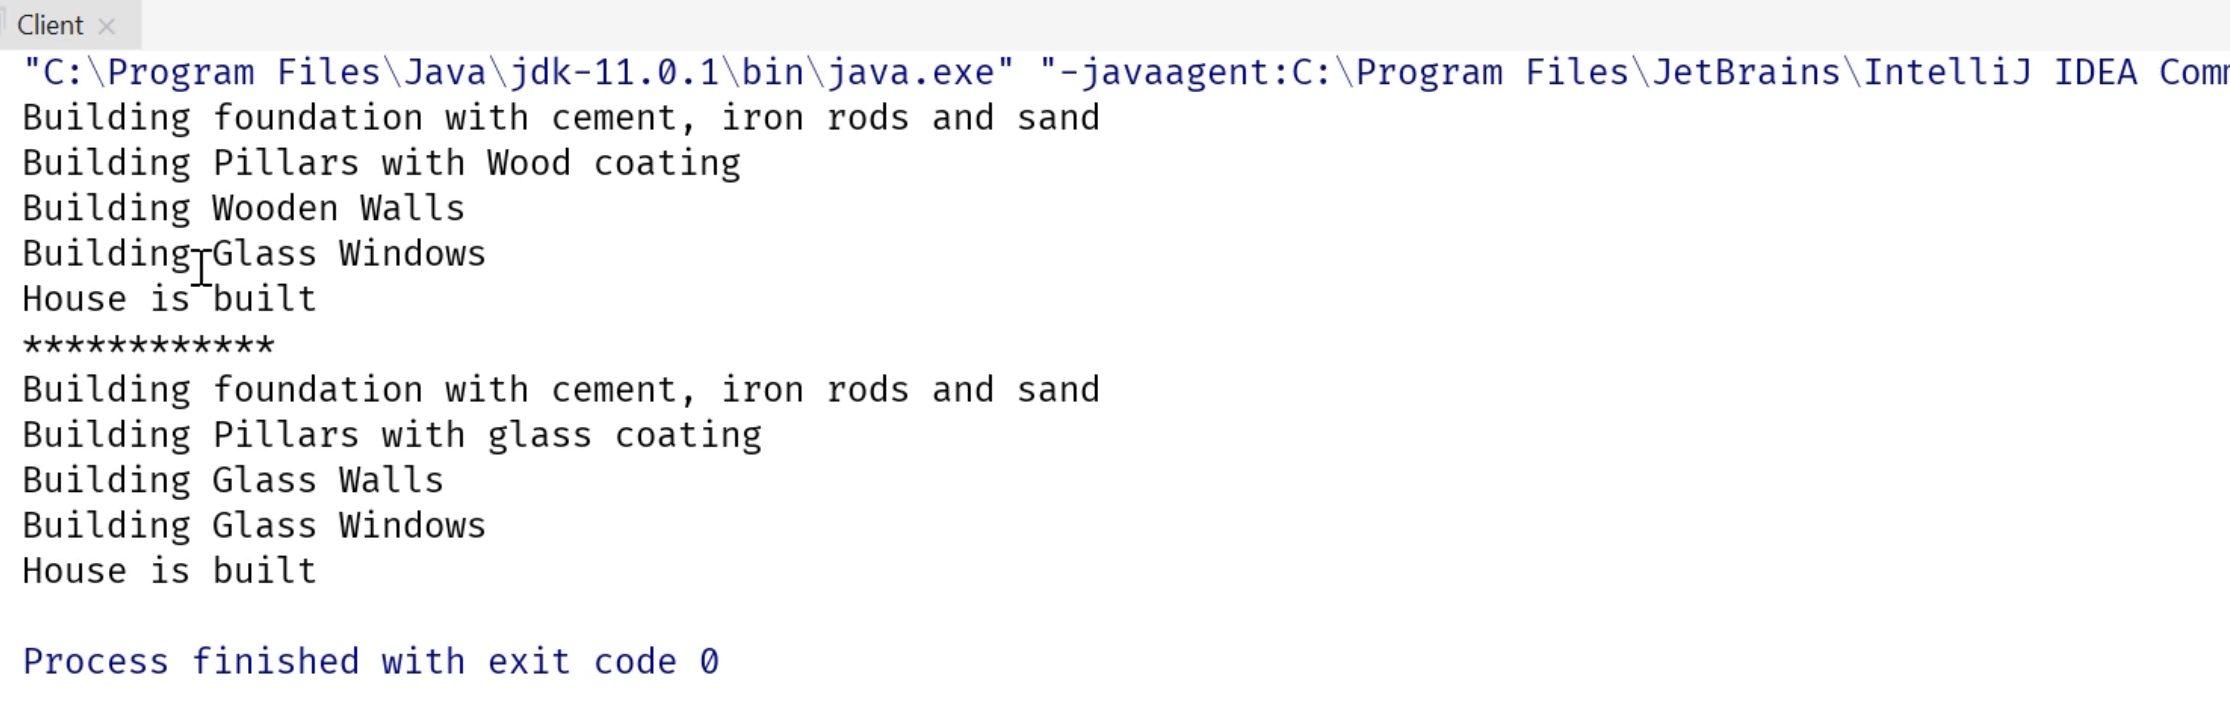 Client
"C:\Program Files\Java\jdk-11.0.1\bin\java.exe" "-javaagent:C:\Program Files\JetBrains\IntelliJ IDEA Com
Building foundation with cement, iron rods and sand
Building Pillars with Wood coating
Building Wooden Walls
Building Glass Windows
House is built
************
Building foundation with cement, iron rods and sand
Building Pillars with glass coating
Building Glass Walls
Building Glass Windows
House is built
Process finished with exit code 0